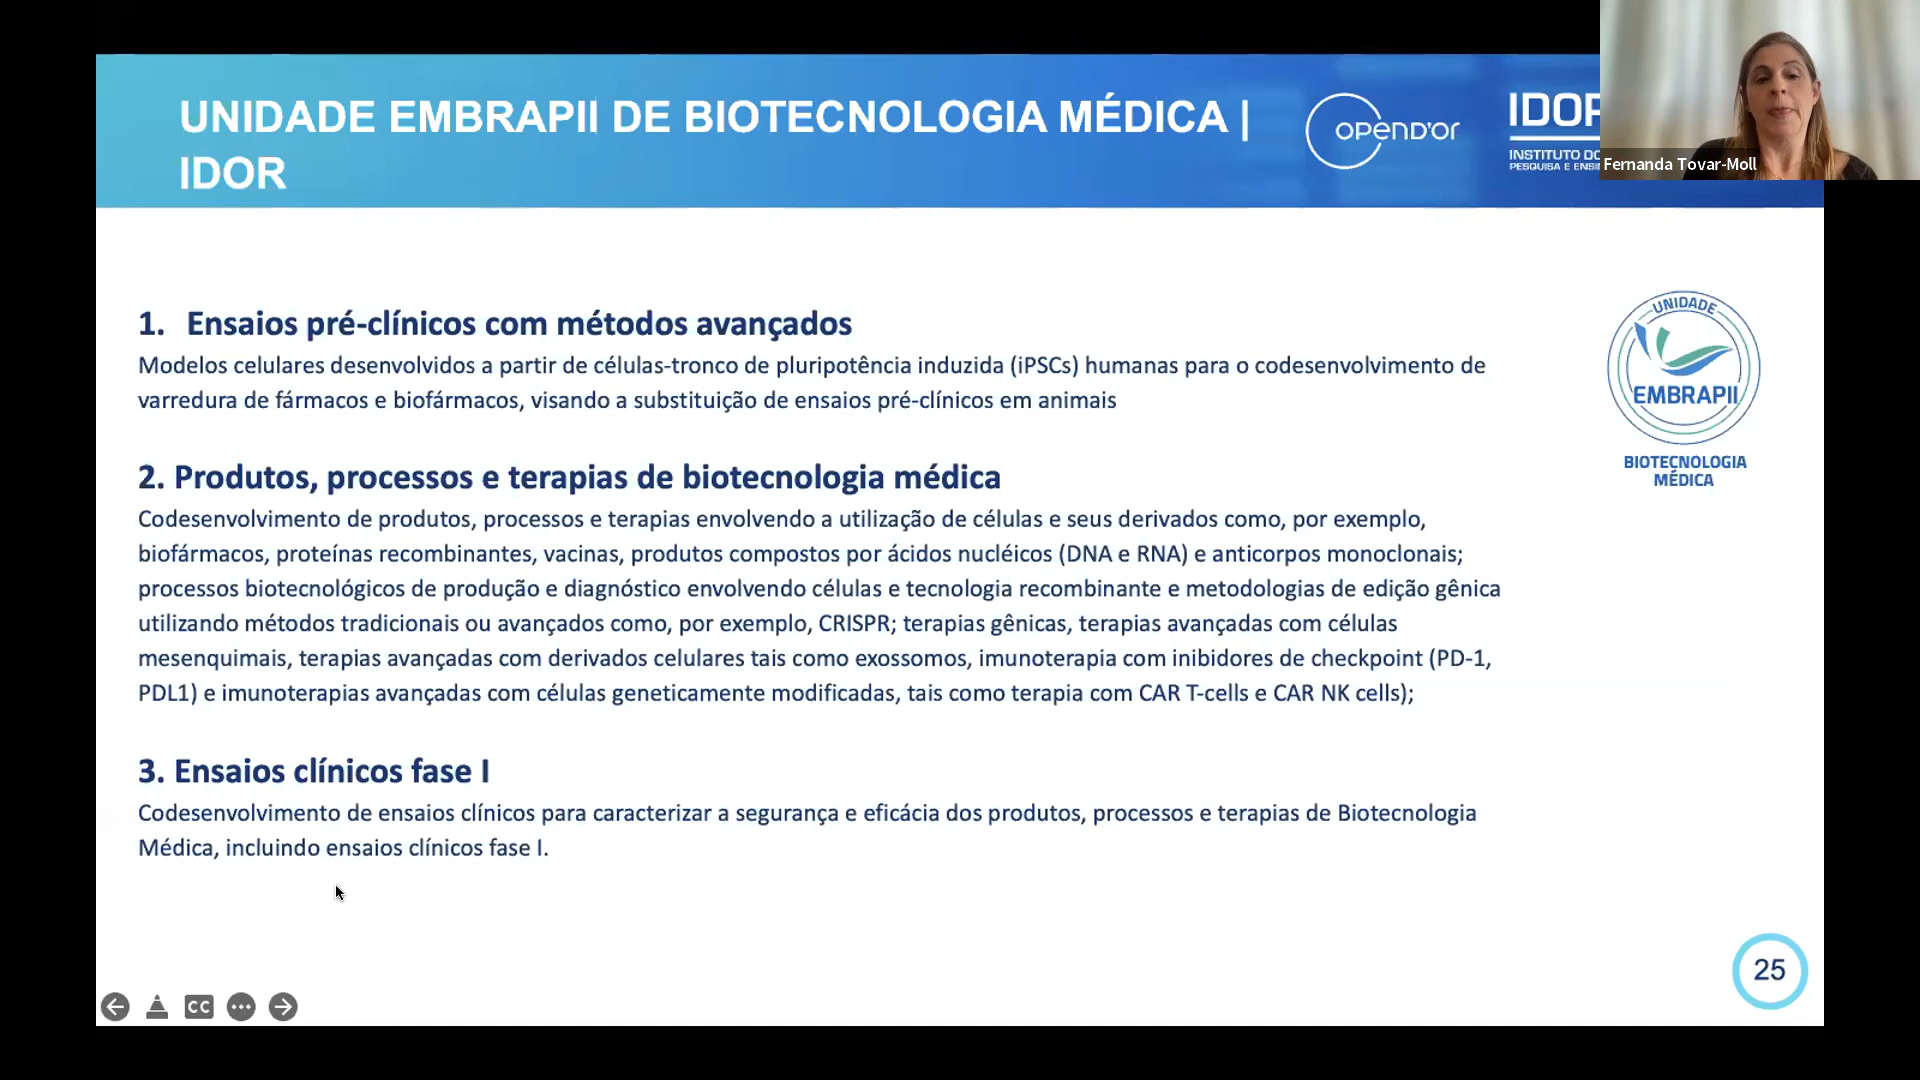 UNIDADE EMBRAPII DE BIOTECNOLOGIA MÉDICA |
IDOR
OPEND'OR
INSTITUTO
Fernanda Tovar-Moll
1. Ensaios pré-clínicos com métodos avançados
Modelos celulares desenvolvidos a partir de células-tronco de pluripotência induzida (iPSCs) humanas para o codesenvolvimento de
varredura de fármacos e biofármacos, visando a substituição de ensaios pré-clínicos em animais
2. Produtos, processos e terapias de biotecnologia médica
Codesenvolvimento de produtos, processos e terapias envolvendo a utilização de células e seus derivados como, por exemplo,
biofármacos, proteínas recombinantes, vacinas, produtos compostos por ácidos nucléicos (DNA e RNA) e anticorpos monoclonais;
processos biotecnológicos de produção e diagnóstico envolvendo células e tecnologia recombinante e metodologias de edição gênica
utilizando métodos tradicionais ou avançados como, por exemplo, CRISPR; terapias gênicas, terapias avançadas com células
mesenquimais, terapias avançadas com derivados celulares tais como exossomos, imunoterapia com inibidores de checkpoint (PD-1,
PDL1) e imunoterapias avançadas com células geneticamente modificadas, tais como terapia com CAR T-cells e CAR NK cells);
3. Ensaios clínicos fase I
Codesenvolvimento de ensaios clínicos para caracterizar a segurança e eficácia dos produtos, processos e terapias de Biotecnologia
Médica, incluindo ensaios clínicos fase I.
UNIDADE
EMBRAPII
BIOTECNOLOGIA
MÉDICA
25
CC